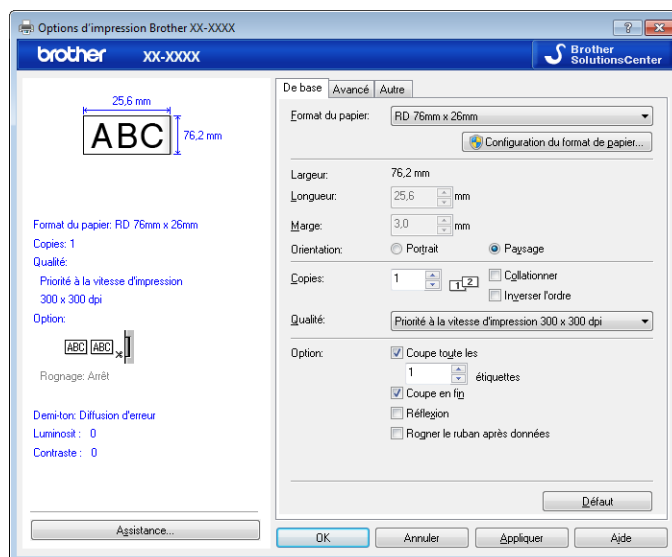 Options d'impression Brother XX-XXXX
brother XX-XXXX
Brother
SolutionsCenter
25,6 mm
ABC
76,2 mm
Format du papier: RD 76mm x 26mm
Copies: 1
Qualité:
Priorité à la vitesse d'impression
300 x 300 dpi
Option:
ABC ABC
Rognage: Arrêt
Demi-ton: Diffusion d'erreur
Luminosit : 0
Contraste : 0
Assistance...
De base Avancé Autre
Format du papier: RD 76mm x 26mm
Configuration du format de papier...
Largeur: 76,2 mm
Longueur: 25,6 mm
Marge: 3,0 mm
Orientation: Portrait Paysage
Copies: 1 1 2 Collationner
Inverser l'ordre
Qualité: Priorité à la vitesse d'impression 300 x 300 dpi
Option: Coupe toute les
1 étiquettes
Coupe en fin
Réflexion
Rogner le ruban après données
Défaut
OK Annuler Appliquer Aide